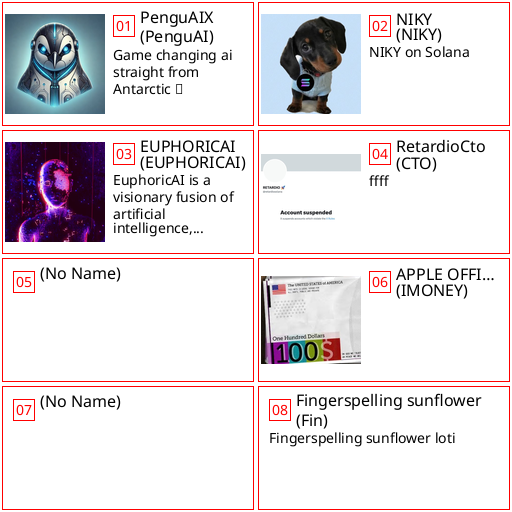 01
PenguAIX
(PenguAI)
Game changing ai
straight from
Antarctic
02
NIKY
(NIKY)
NIKY on Solana
03
EUPHORICAI
(EUPHORICAI)
EuphoricAI is a
visionary fusion of
artificial
intelligence,...
04
RetardioCto
(CTO)
ffff
RETARDIO
Account suspended
05
(No Name)
06
APPLE OFFI...
(IMONEY)
The UNITED STATES of AMERICA
One Hundred Dollars
100$
07
(No Name)
08
Fingerspelling sunflower
(Fin)
Fingerspelling sunflower loti